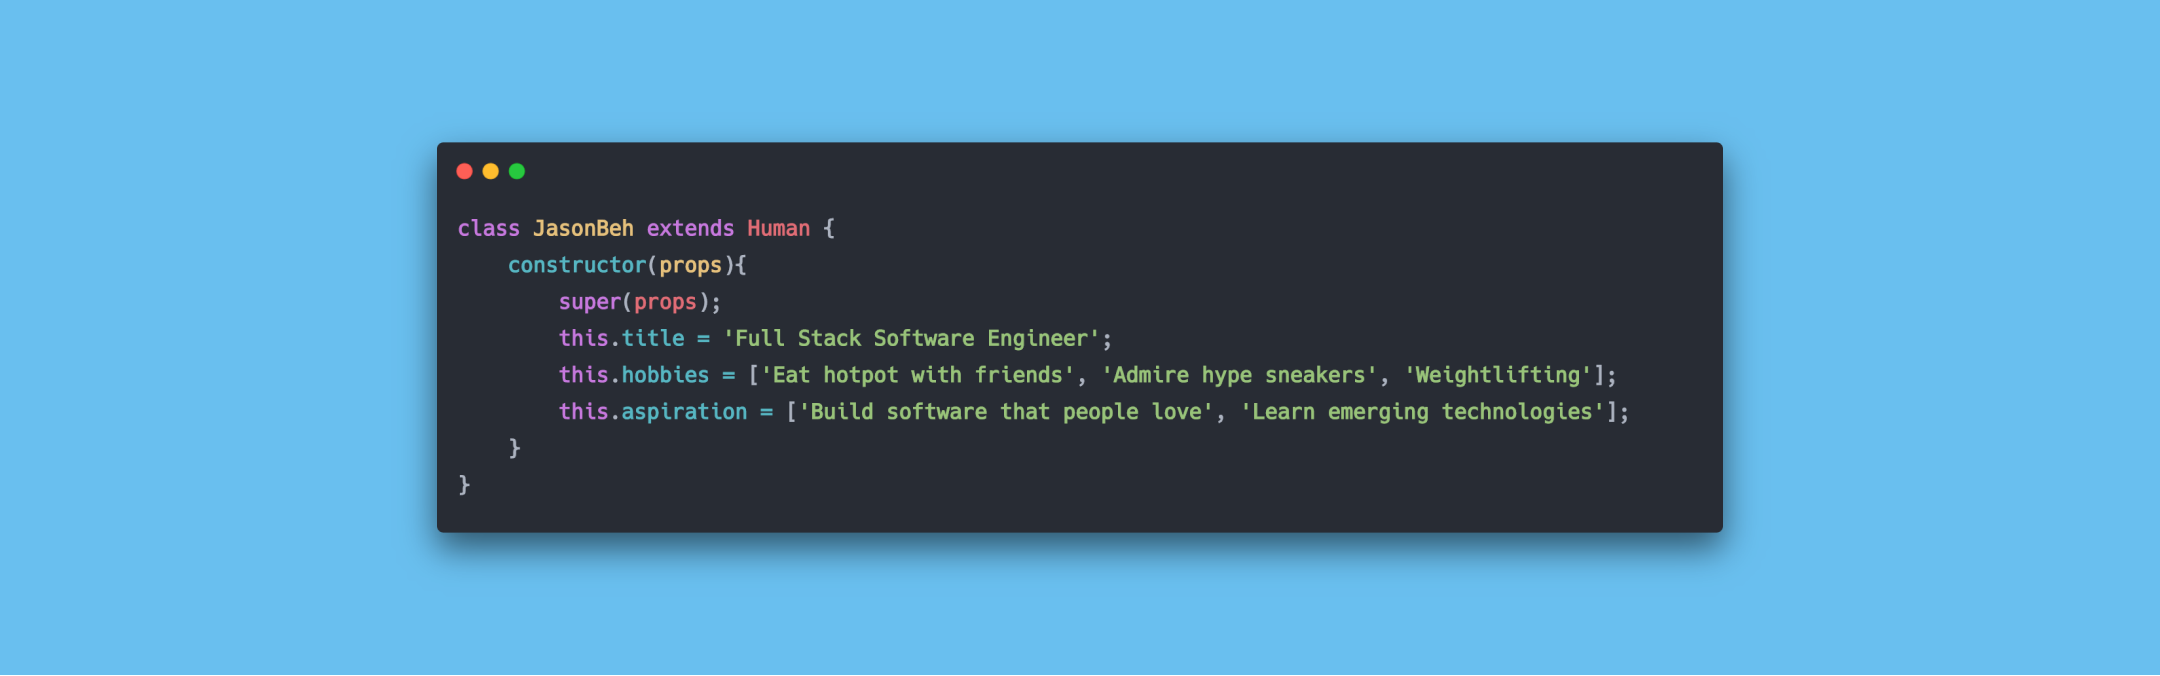 class JasonBeh extends Human {
    constructor(props){
        super(props);
        this.title = 'Full Stack Software Engineer';
        this.hobbies = ['Eat hotpot with friends', 'Admire hype sneakers', 'Weightlifting'];
        this.aspiration = ['Build software that people love', 'Learn emerging technologies'];
    }
}